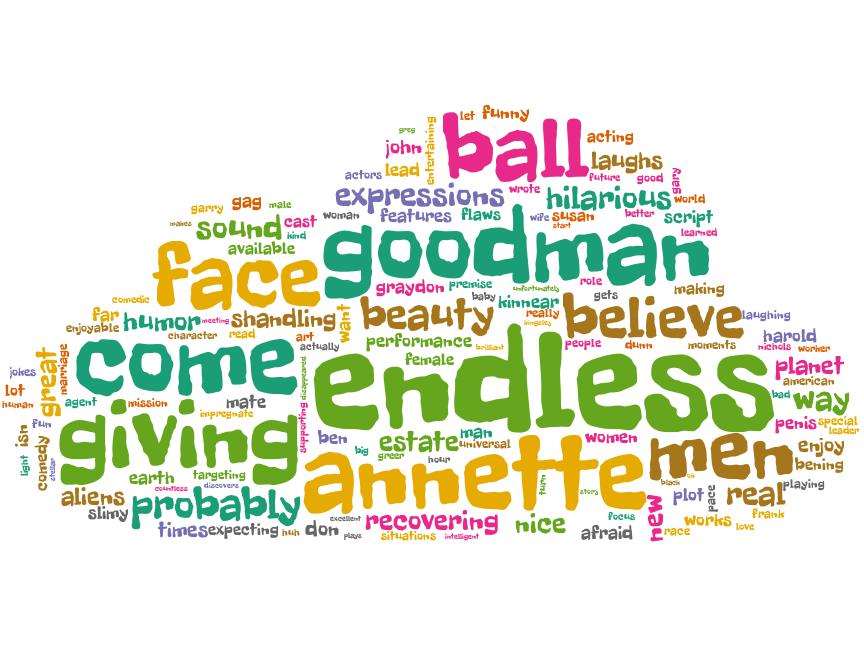 greg
let
funny
ball
entertaining
john
acting
lead
laughs
actors
future
good
gary
expressions
wrote
hilarious
world
garry
gag
male
woman
features
flaws
wife
susan
better
script
makes
sound
cast
kind
start
learned
available
goodman
face
graydon
premise
unfortunately
role
making
comedic
baby
kinnear
gets
far
humor
meeting
shandling
want
beauty
really
believe
laughing
enjoyable
kingsley
character
read
art
performance
actually
brilliant
people
dunn
moments
harold
nichols
worker
come
female
endless
planet
jokes
great
marriage
disappeared
american
lot
human
agent
mission
mate
bad
way
impregnate
giving
supporting
fun
isn
ben
estate
man
women
men
penis
special
leader
universal
comedy
big
greer
hour
enjoy
light
stellar
earth
targeting
annette
bening
countless
discovers
turn
story
black
playing
aliens
slimy
probably
plot
pace
real
new
times
expecting
huh
excellent
don
plays
recovering
situations
intelligent
nice
afraid
focus
race
works
love
frank